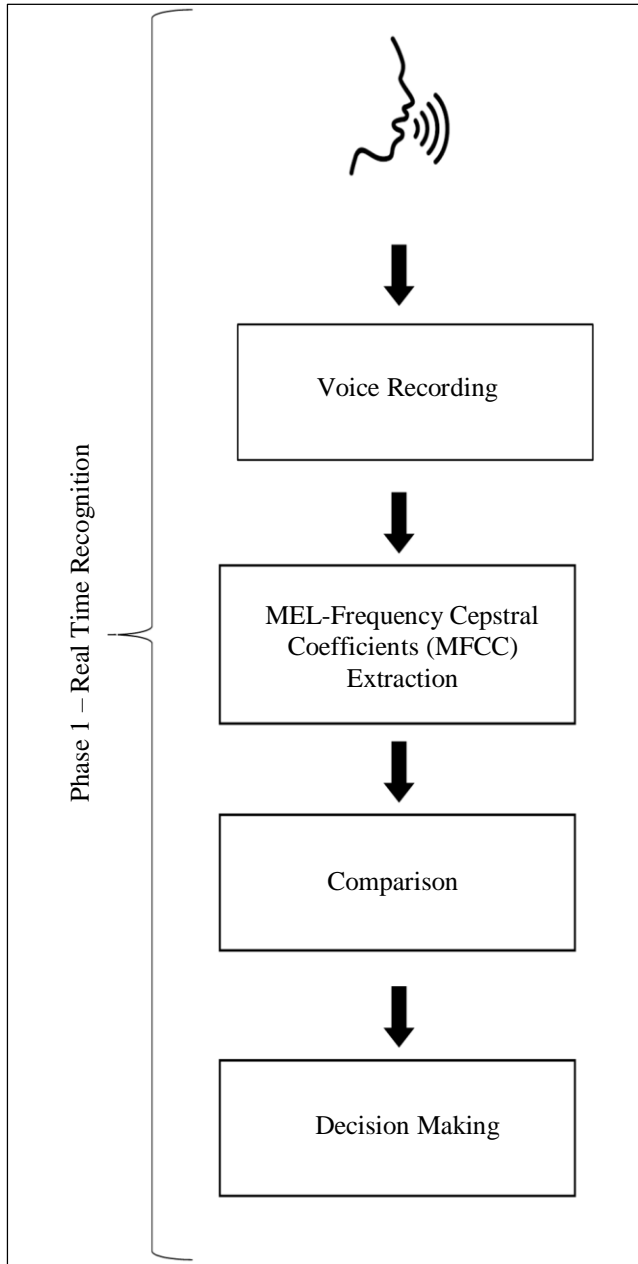 Phase 1 – Real Time Recognition
Voice Recording
MEL-Frequency Cepstral
Coefficients (MFCC)
Extraction
Comparison
Decision Making